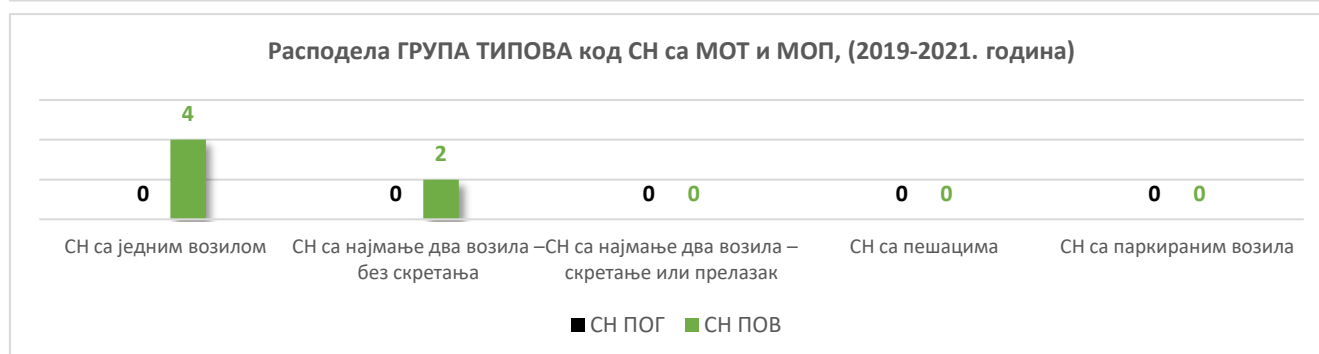 Расподела ГРУПА ТИПОВА код СН са МОТ и МОП, (2019-2021. година)
4
2
0 0 0 0 0 0 0 0
СН са једним возилом
СН са најмање два возила –
без скретања
СН са најмање два возила –
скретање или прелазак
СН са пешацима
СН са паркираним возила
СН ПОГ СН ПОВ